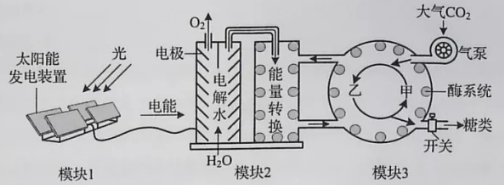 大气CO₂
O₂
太阳能
发电装置
光
电极
气泵
电解水
能量转换
乙
甲
酶系统
电能
糖类
开关
H₂O
模块1
模块2
模块3